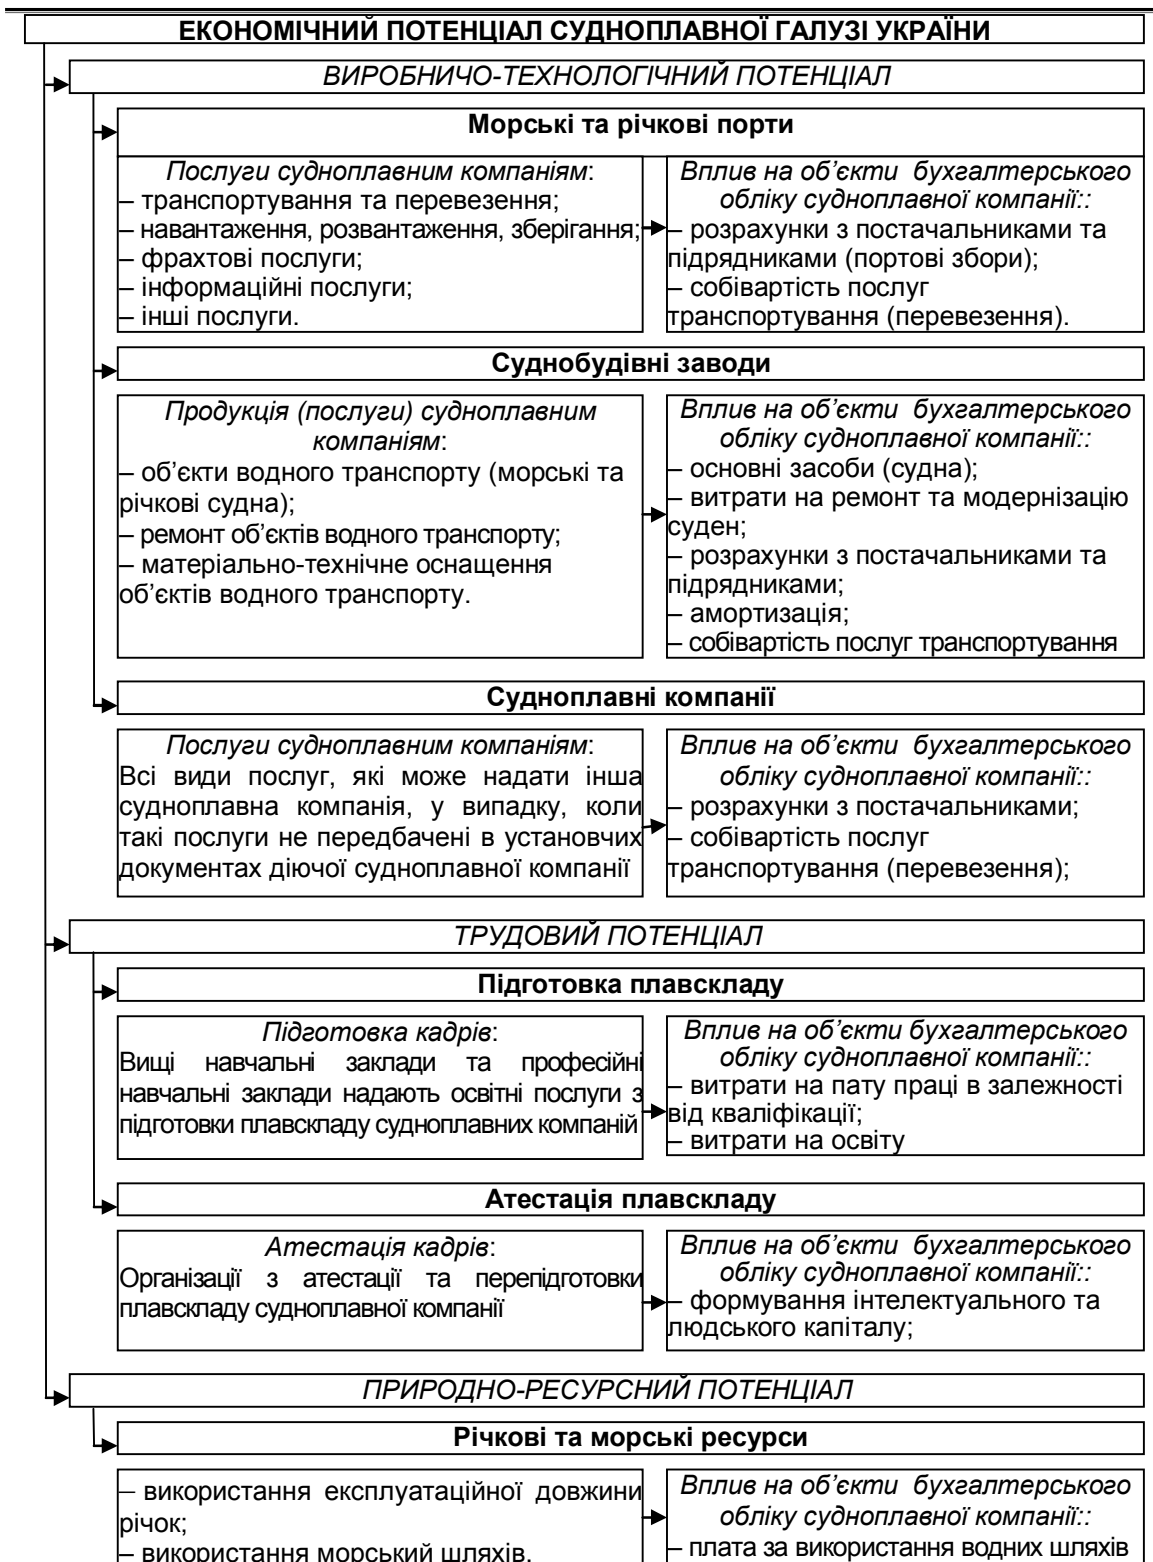 ЕКОНОМІЧНИЙ ПОТЕНЦІАЛ СУДНОПЛАВНОЇ ГАЛУЗІ УКРАЇНИ
ВИРОБНИЧО-ТЕХНОЛОГІЧНИЙ ПОТЕНЦІАЛ
Морські та річкові порти
Послуги судноплавним компаніям:
– транспортування та перевезення;
– навантаження, розвантаження, зберігання;
– фрахтові послуги;
– інформаційні послуги;
– інші послуги.
Вплив на об’єкти бухгалтерського
обліку судноплавної компанії::
– розрахунки з постачальниками та
підрядниками (портові збори);
– собівартість послуг
транспортування (перевезення).
Суднобудівні заводи
Продукція (послуги) судноплавним
компаніям:
– об’єкти водного транспорту (морські та
річкові судна);
– ремонт об’єктів водного транспорту;
– матеріально-технічне оснащення
об’єктів водного транспорту.
Вплив на об’єкти бухгалтерського
обліку судноплавної компанії::
– основні засоби (судна);
– витрати на ремонт та модернізацію
суден;
– розрахунки з постачальниками та
підрядниками;
– амортизація;
– собівартість послуг транспортування
Судноплавні компанії
Послуги судноплавним компаніям:
Всі види послуг, які може надати інша
судноплавна компанія, у випадку, коли
такі послуги не передбачені в установчих
документах діючої судноплавної компанії
Вплив на об’єкти бухгалтерського
обліку судноплавної компанії::
– розрахунки з постачальниками;
– собівартість послуг
транспортування (перевезення);
ТРУДОВИЙ ПОТЕНЦІАЛ
Підготовка плавскладу
Підготовка кадрів:
Вищі навчальні заклади та професійні
навчальні заклади надають освітні послуги з
підготовки плавскладу судноплавних компаній
Вплив на об’єкти бухгалтерського
обліку судноплавної компанії::
– витрати на пату праці в залежності
від кваліфікації;
– витрати на освіту
Атестація плавскладу
Атестація кадрів:
Організації з атестації та перепідготовки
плавскладу судноплавної компанії
Вплив на об’єкти бухгалтерського
обліку судноплавної компанії::
– формування інтелектуального та
людського капіталу;
ПРИРОДНО-РЕСУРСНИЙ ПОТЕНЦІАЛ
Річкові та морські ресурси
– використання експлуатаційної довжини
річок;
– використання морський шляхів.
Вплив на об’єкти бухгалтерського
обліку судноплавної компанії::
– плата за використання водних шляхів